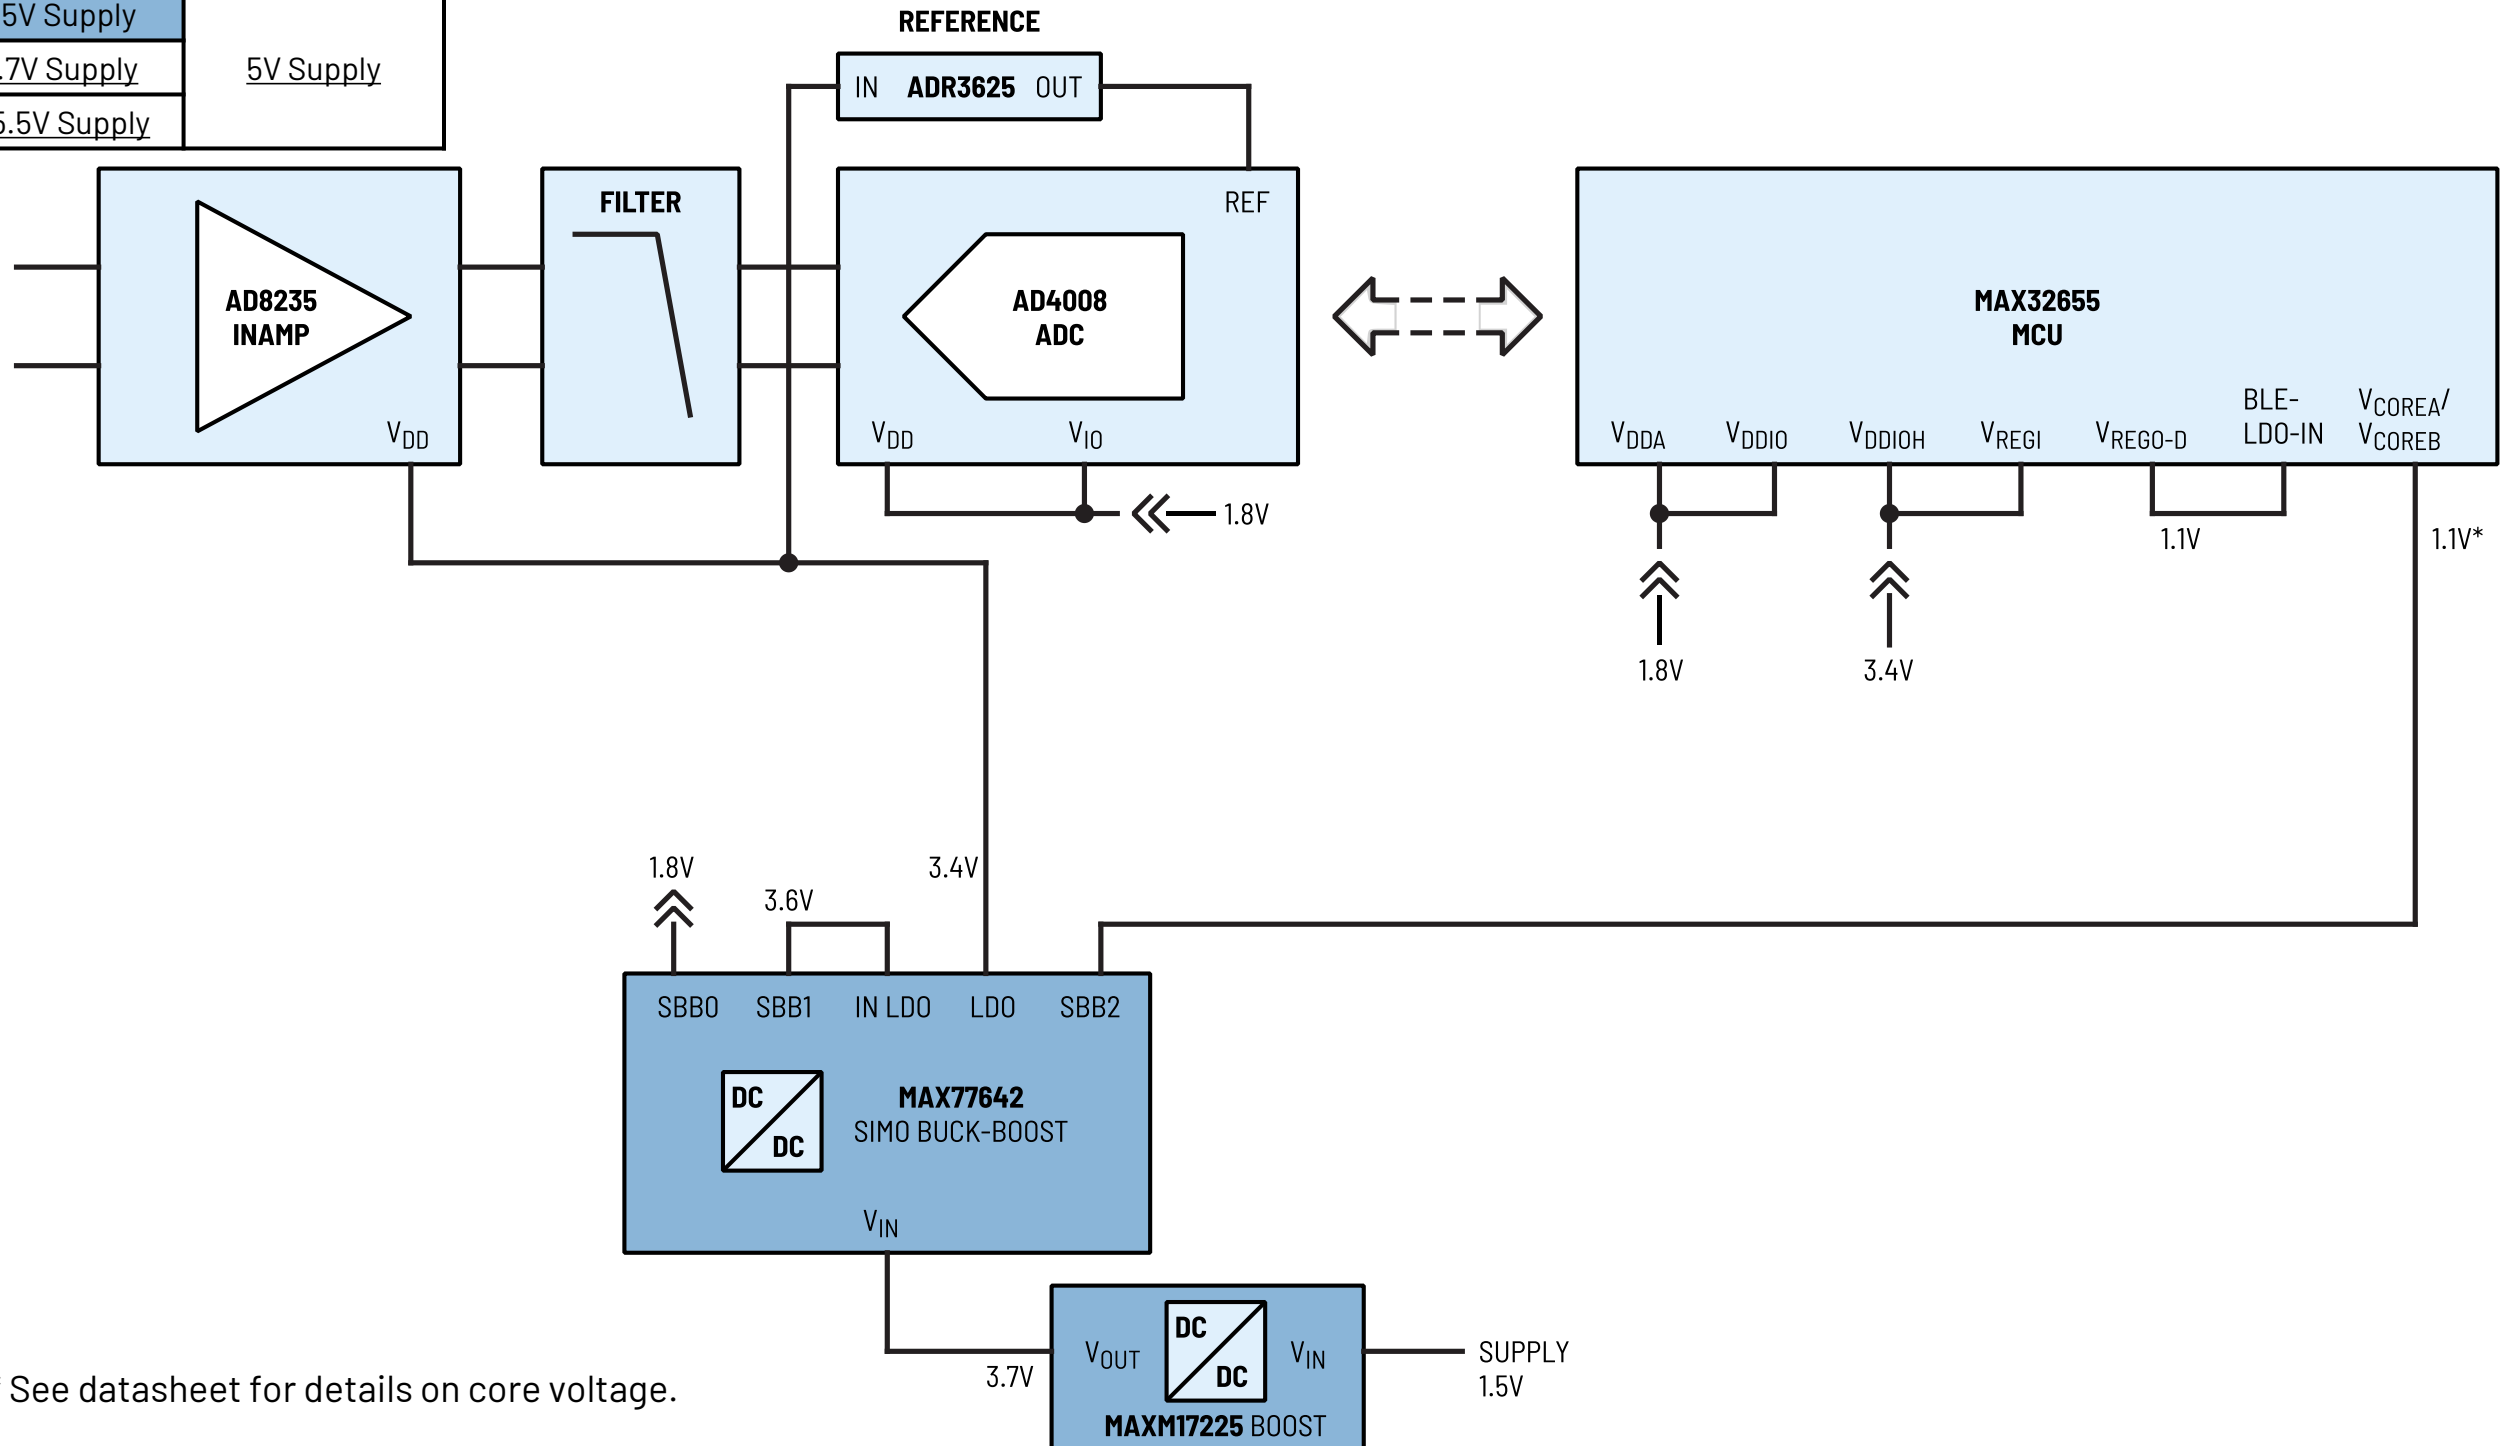 5V Supply
.7V Supply
5V Supply
5.5V Supply
REFERENCE
IN ADR3625 OUT
FILTER
REF
AD8235
INAMP
AD4008
ADC
MAX32655
MCU
VDD
VDD
VIO
VDDA
VDDIO
VDDIOH
VREGI
VREGO-D
BLE-
LDO-IN
VCOREA/
VCOREB
1.8V
1.1V
1.1V*
1.8V
3.4V
1.8V
3.6V
3.4V
SBB0
SBB1
IN LDO
LDO
SBB2
DC
DC
MAX77642
SIMO BUCK-BOOST
VIN
3.7V
VOUT
DC
DC
VIN
SUPPLY
1.5V
MAXM17225 BOOST
* See datasheet for details on core voltage.